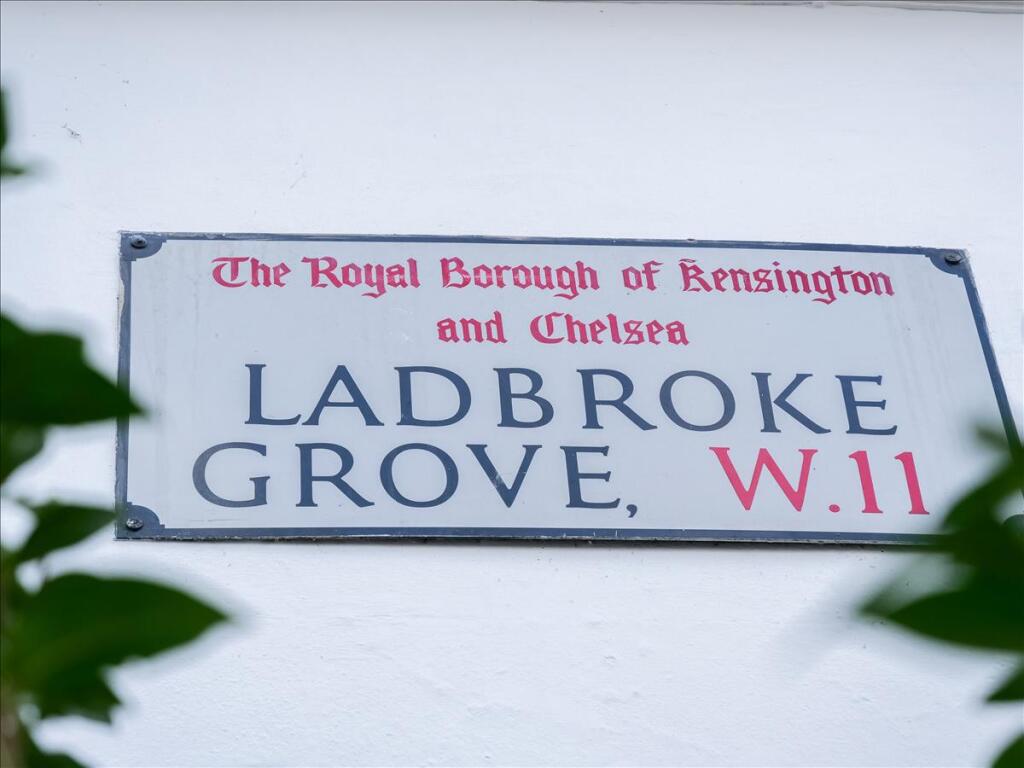 The Royal Borough of Kensington
and Chelsea
LADBROKE
GROVE, W.11